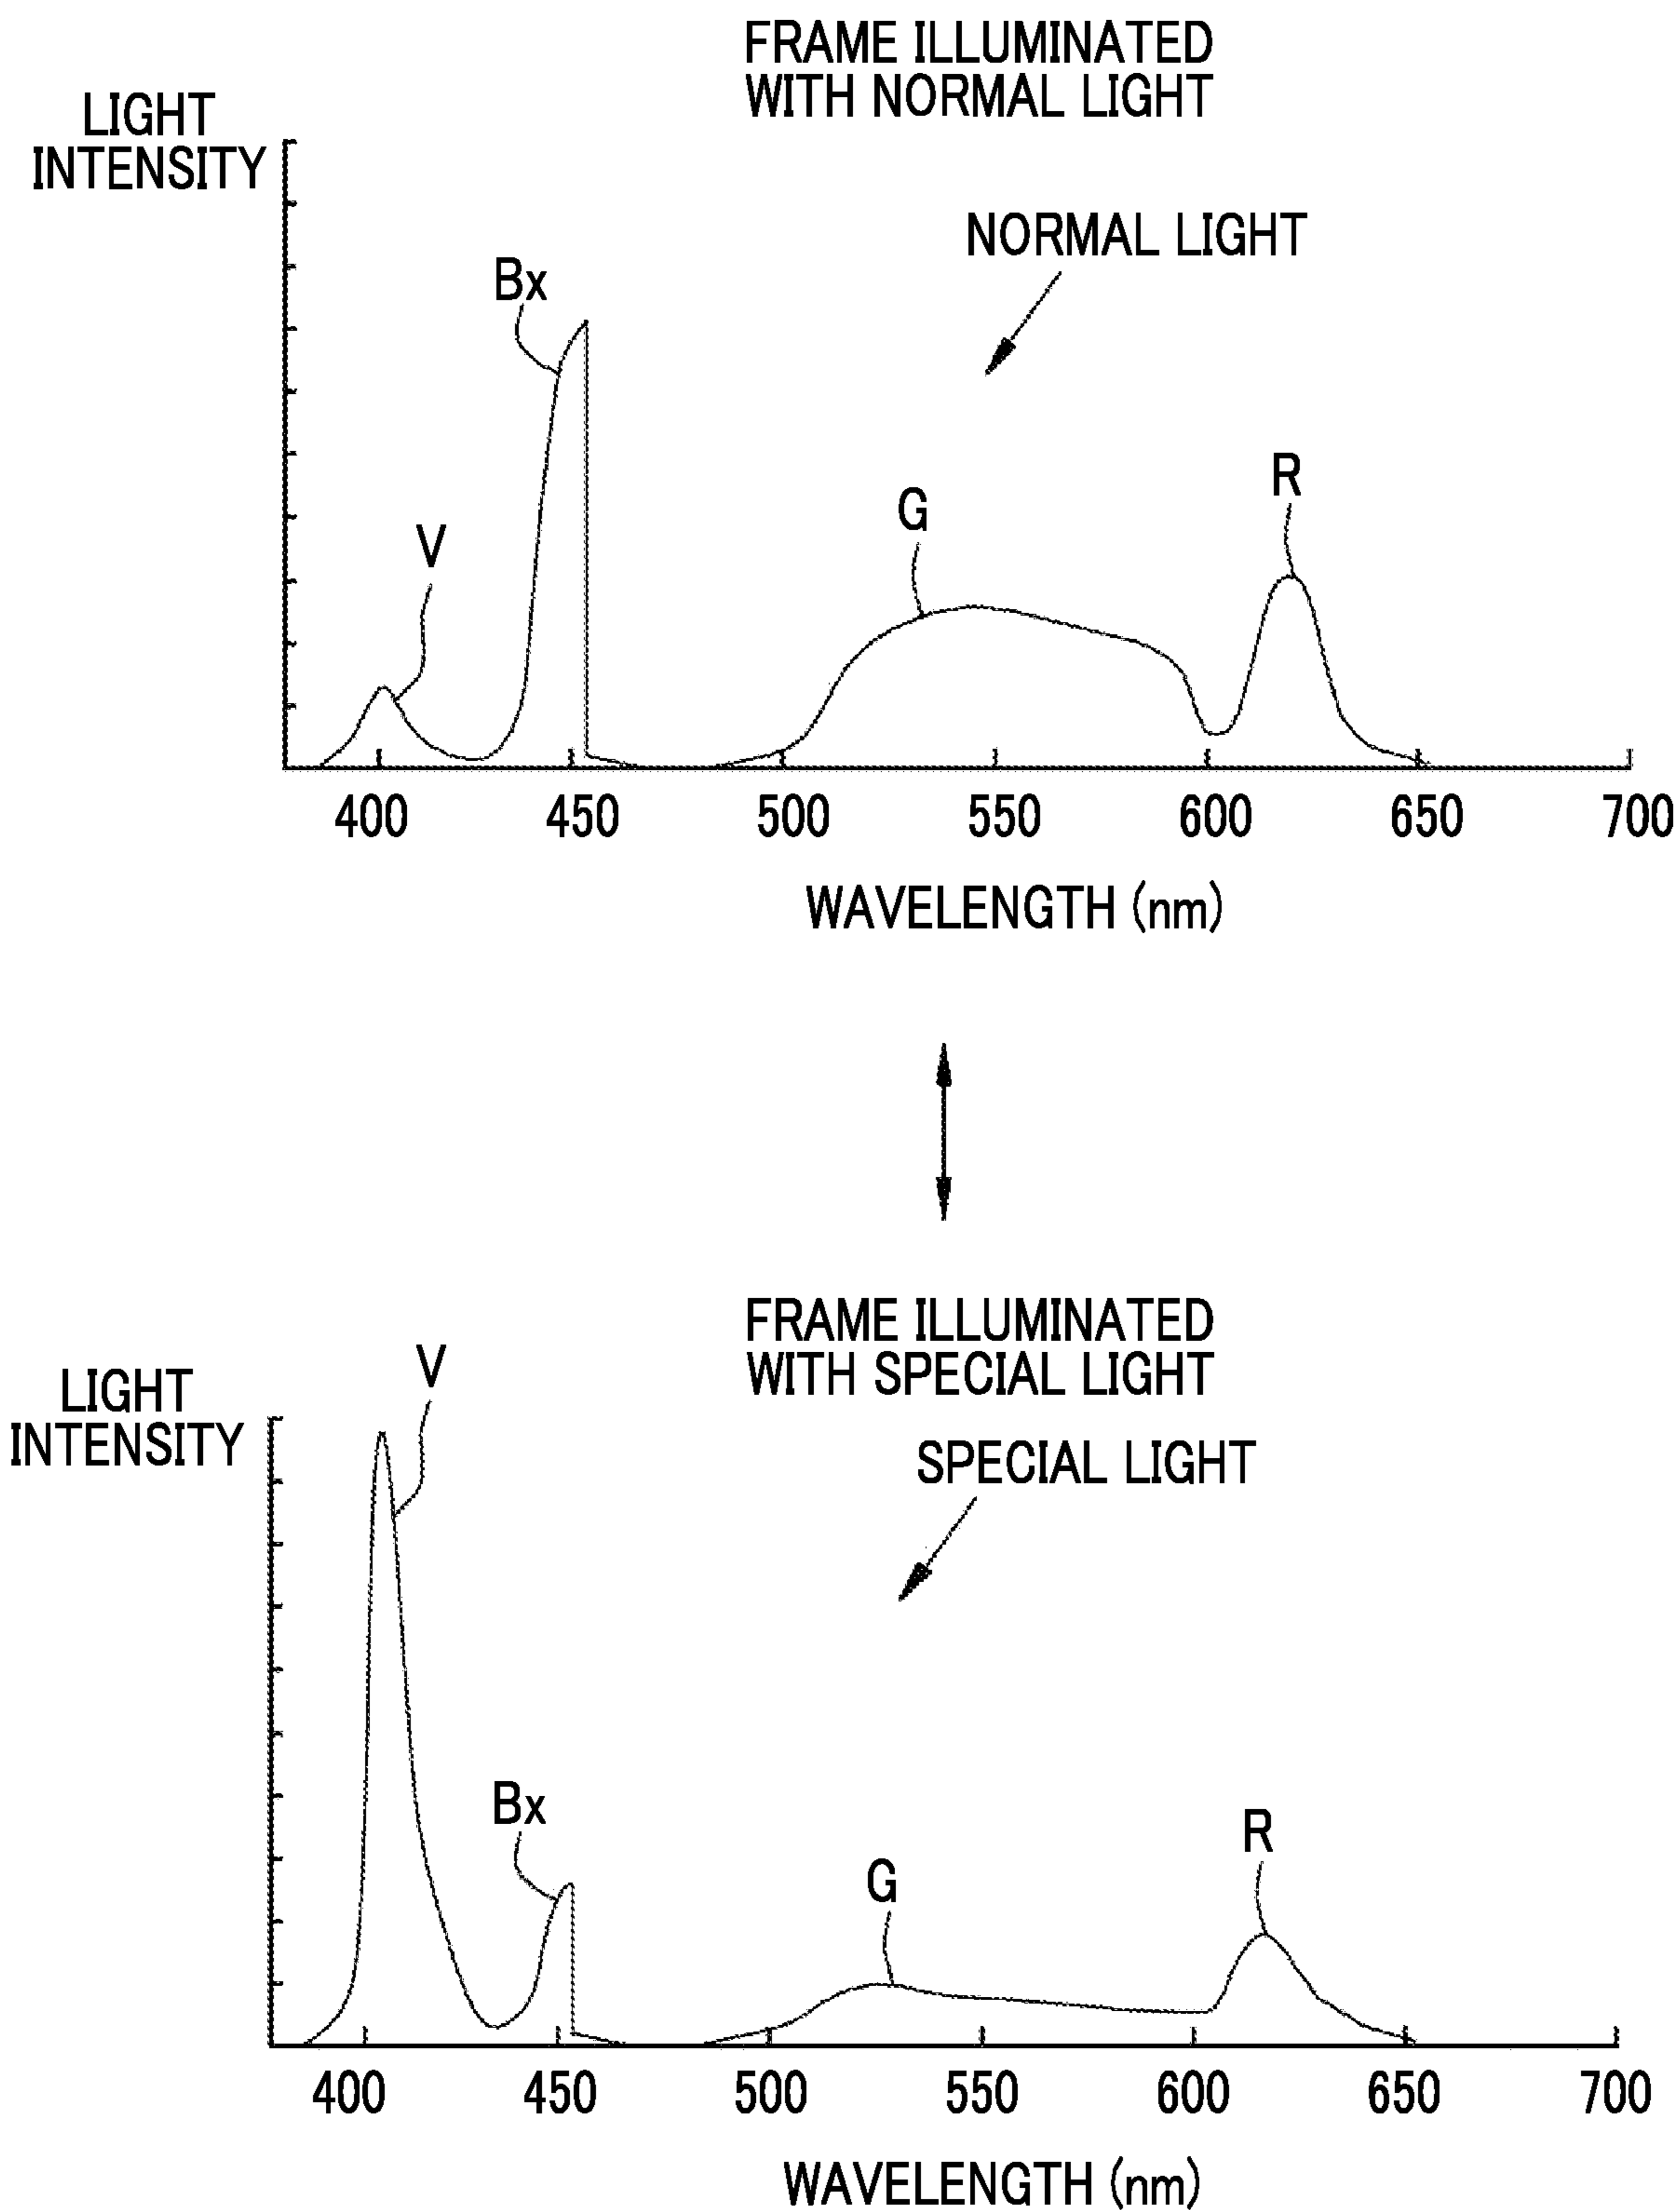 FRAME ILLUMINATED
WITH NORMAL LIGHT
LIGHT
INTENSITY
NORMAL LIGHT
Bx
V
G
R
400 450 500 550 600 650 700
WAVELENGTH (nm)
FRAME ILLUMINATED
WITH SPECIAL LIGHT
LIGHT
INTENSITY
V
SPECIAL LIGHT
Bx
G
R
400 450 500 550 600 650 700
WAVELENGTH (nm)